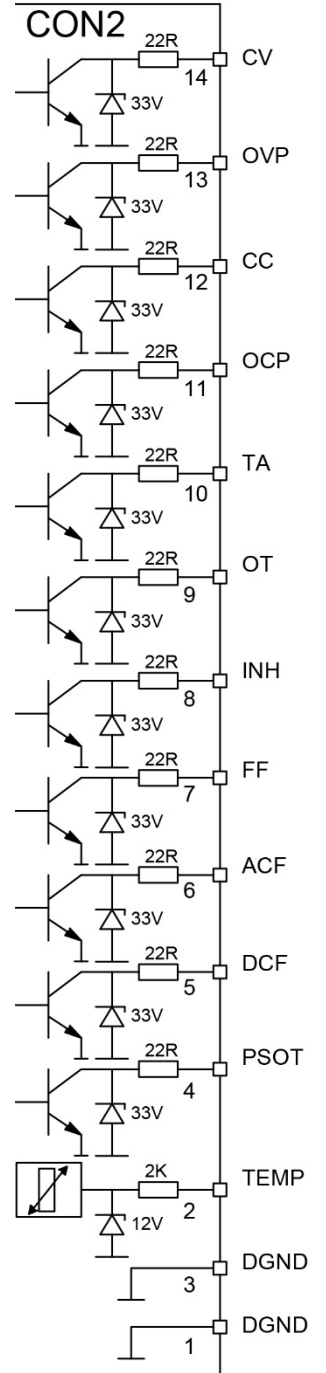 CON2
22R CV
14
33V
22R OVP
13
33V
22R CC
12
33V
22R OCP
11
33V
22R TA
10
33V
22R OT
9
33V
22R INH
8
33V
22R FF
7
33V
22R ACF
6
33V
22R DCF
5
33V
22R PSOT
4
33V
2K TEMP
2
12V
DGND
3
DGND
1